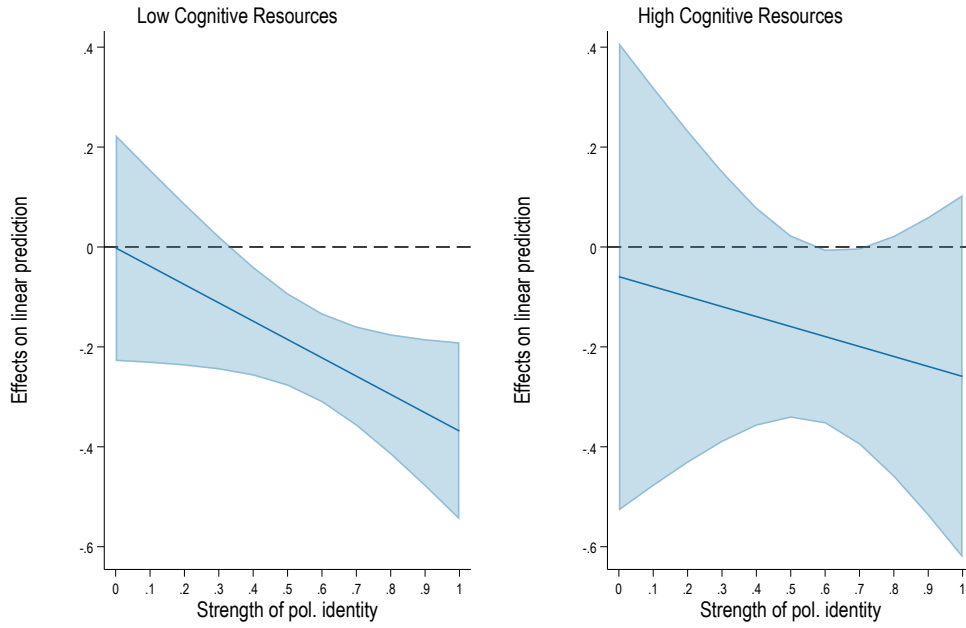 Low Cognitive Resources
Effects on linear prediction
.4
.2
0
-.2
-.4
-.6
0 .1 .2 .3 .4 .5 .6 .7 .8 .9 1
Strength of pol. identity
High Cognitive Resources
Effects on linear prediction
.4
.2
0
-.2
-.4
-.6
0 .1 .2 .3 .4 .5 .6 .7 .8 .9 1
Strength of pol. identity